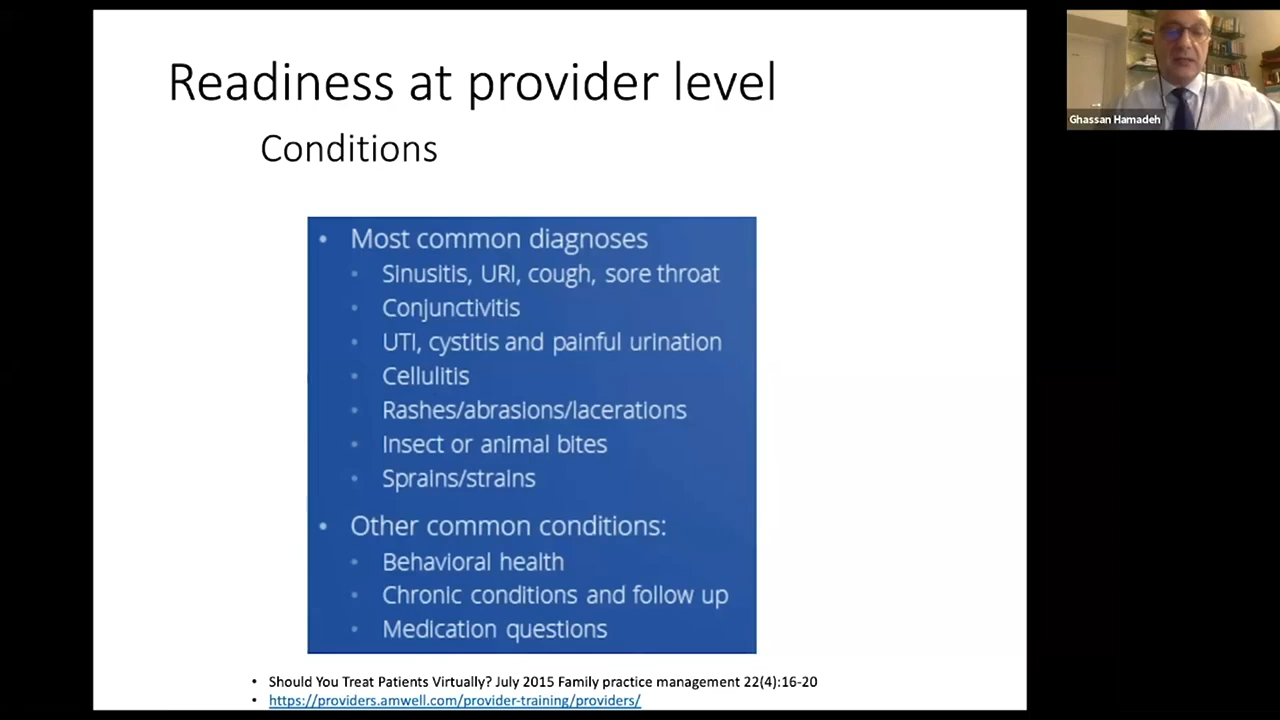 Readiness at provider level
Conditions
• Most common diagnoses
• Sinusitis, URI, cough, sore throat
• Conjunctivitis
• UTI, cystitis and painful urination
• Cellulitis
• Rashes/abrasions/lacerations
• Insect or animal bites
• Sprains/strains
• Other common conditions:
• Behavioral health
• Chronic conditions and follow up
• Medication questions
• Should You Treat Patients Virtually? July 2015 Family practice management 22(4):16-20
• https://providers.amwell.com/provider-training/providers/
Ghassan Hamadeh